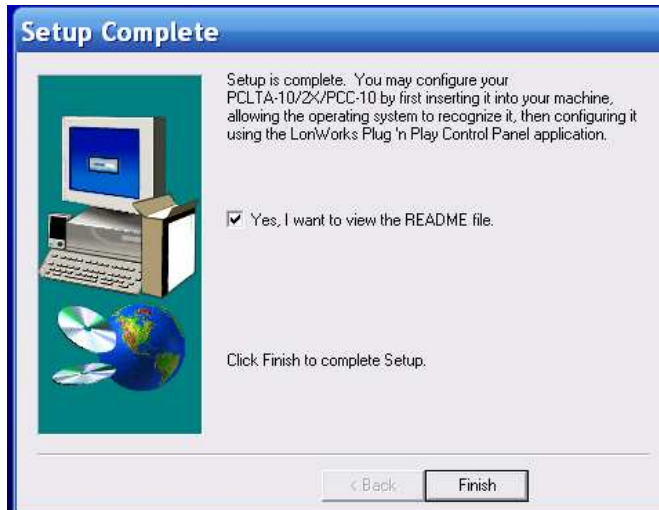 Setup Complete
Setup is complete. You may configure your
PCLTA-10/2X/PCC-10 by first inserting it into your machine,
allowing the operating system to recognize it, then configuring it
using the LonWorks Plug 'n Play Control Panel application.
Yes, I want to view the README file.
Click Finish to complete Setup.
< Back
Finish